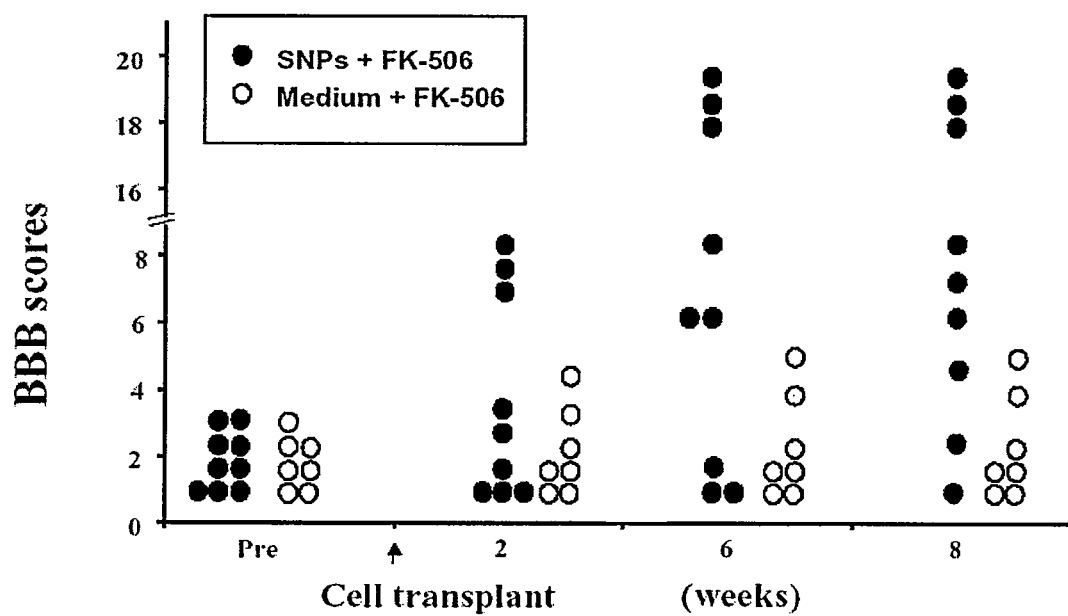 SNPs + FK-506
Medium + FK-506
BBB scores
20
18
16
8
6
4
2
0
Pre
2
6
8
Cell transplant
(weeks)